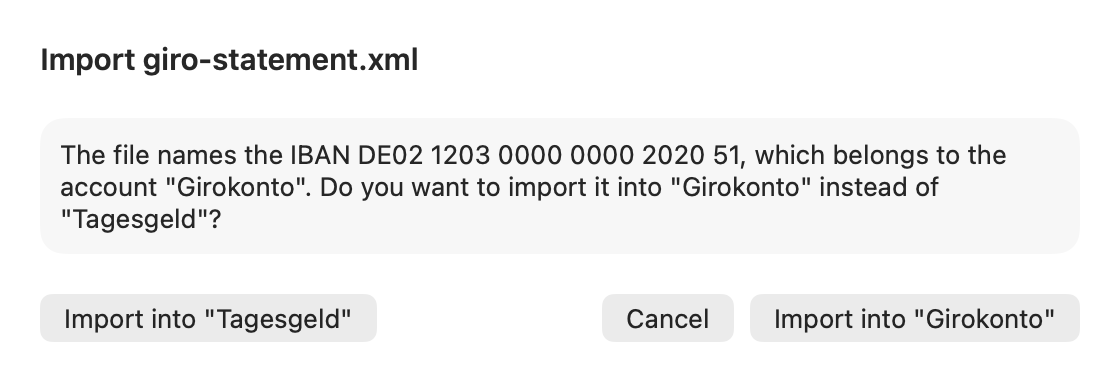 Import giro-statement.xml
The file names the IBAN DE02 1203 0000 0000 2020 51, which belongs to the
account "Girokonto". Do you want to import it into "Girokonto" instead of
"Tagesgeld"?
Import into "Tagesgeld"
Cancel
Import into "Girokonto"